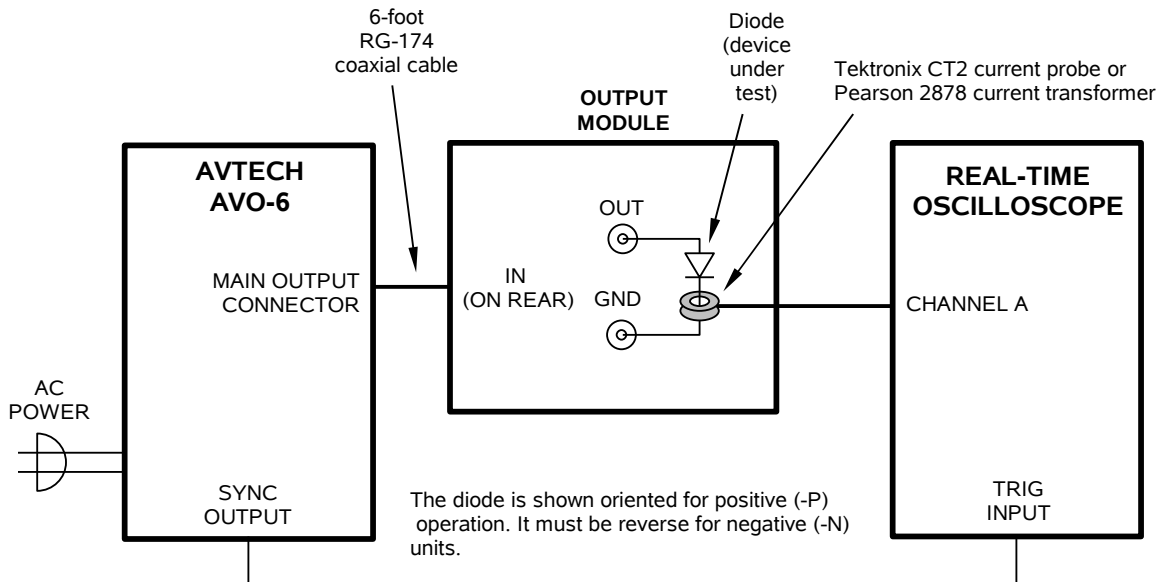 6-foot
RG-174
coaxial cable
Diode
(device
under
test)
Tektronix CT2 current probe or
Pearson 2878 current transformer
OUTPUT
MODULE
AVTECH
AVO-6
REAL-TIME
OSCILLOSCOPE
OUT
MAIN OUTPUT
CONNECTOR
IN
(ON REAR)
GND
CHANNEL A
AC
POWER
SYNC
OUTPUT
The diode is shown oriented for positive (-P)
operation. It must be reverse for negative (-N)
units.
TRIG
INPUT